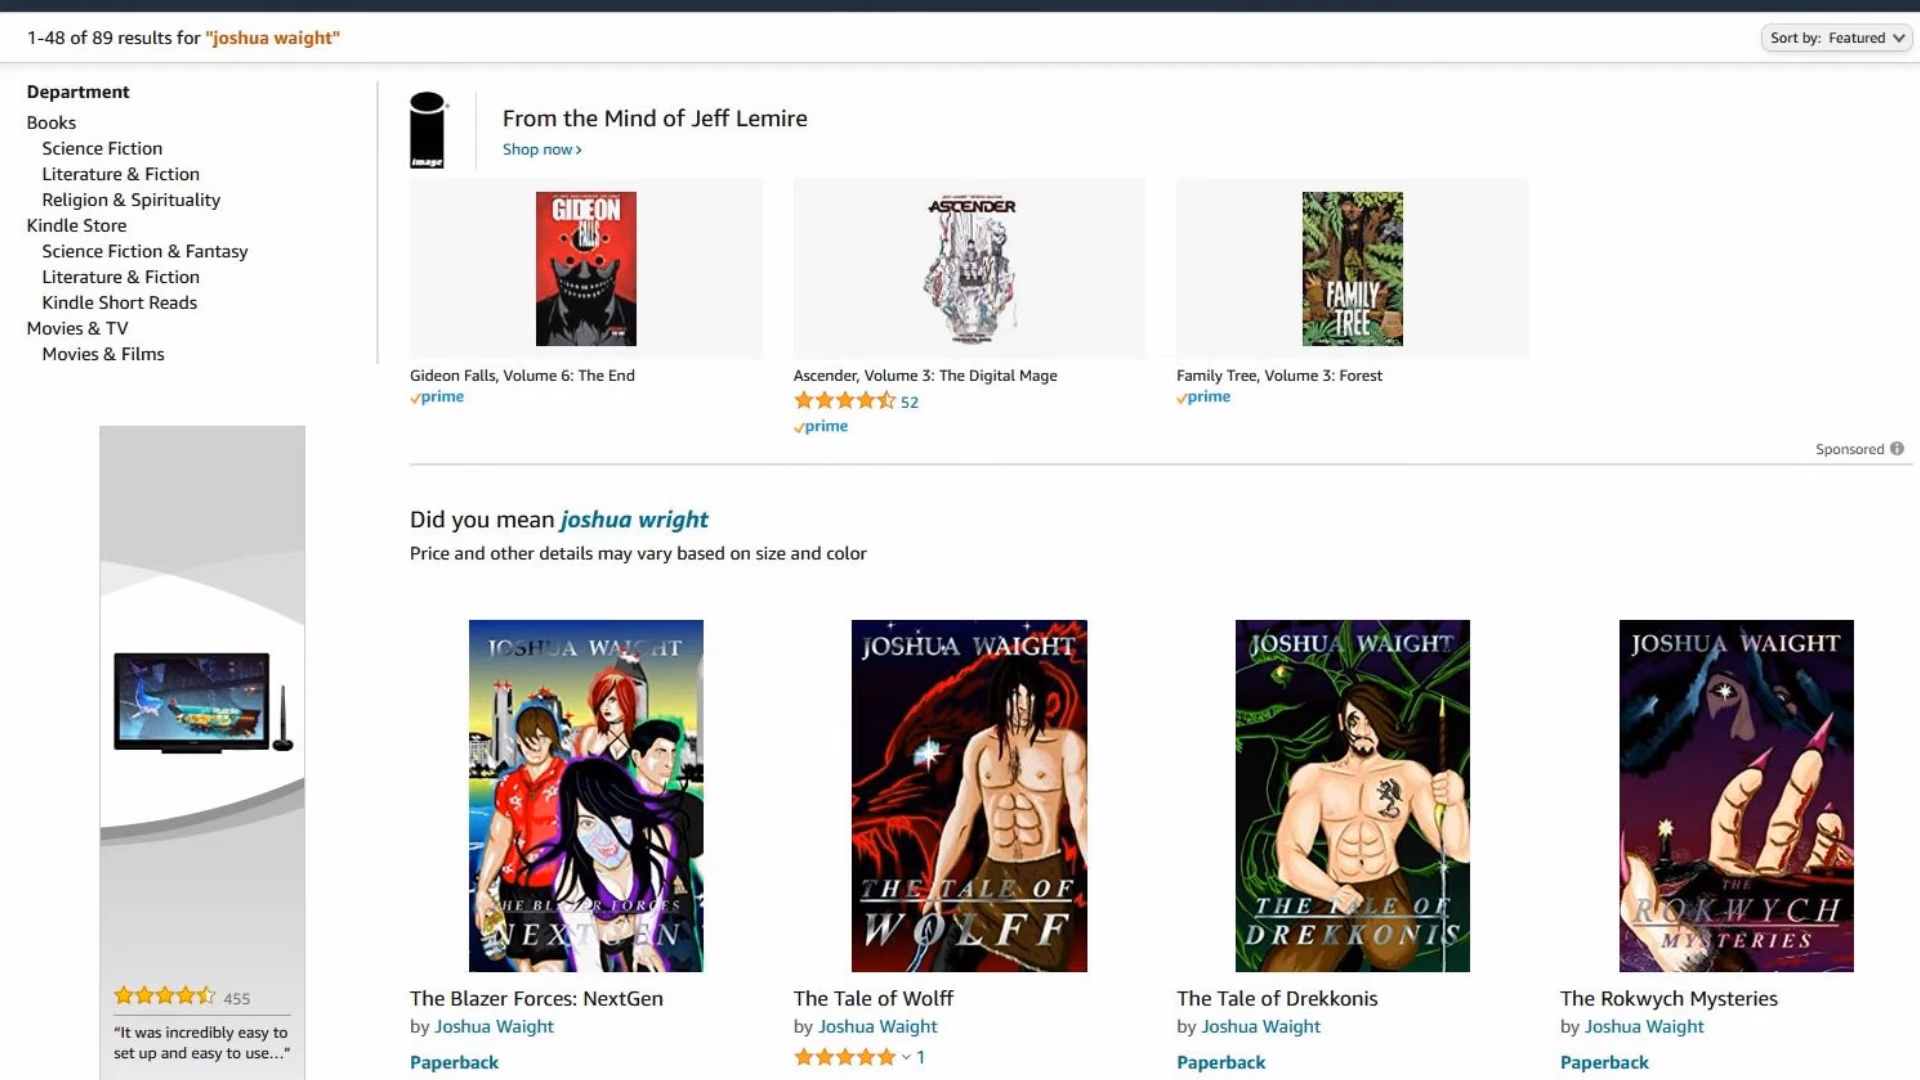 1-48 of 89 results for "joshua waight"
Sort by: Featured
Department
Books
Science Fiction
Literature & Fiction
Religion & Spirituality
Kindle Store
Science Fiction & Fantasy
Literature & Fiction
Kindle Short Reads
Movies & TV
Movies & Films
image
From the Mind of Jeff Lemire
Shop now
GIDEON
FALLS
ASCENDER
FAMILY
TREE
Gideon Falls, Volume 6: The End
prime
Ascender, Volume 3: The Digital Mage
52
prime
Family Tree, Volume 3: Forest
prime
Sponsored
Did you mean joshua wright
Price and other details may vary based on size and color
JOSHUA WAIGHT
THE BLAZER FORCES
NEXTGEN
JOSHUA WAIGHT
THE TALE OF
WOLFF
JOSHUA WAIGHT
THE TALE OF
DREKKONIS
JOSHUA WAIGHT
THE
ROKWYCH
MYSTERIES
The Blazer Forces: NextGen
by Joshua Waight
Paperback
The Tale of Wolff
by Joshua Waight
1
The Tale of Drekkonis
by Joshua Waight
Paperback
The Rokwych Mysteries
by Joshua Waight
Paperback
455
“It was incredibly easy to
set up and easy to use...”